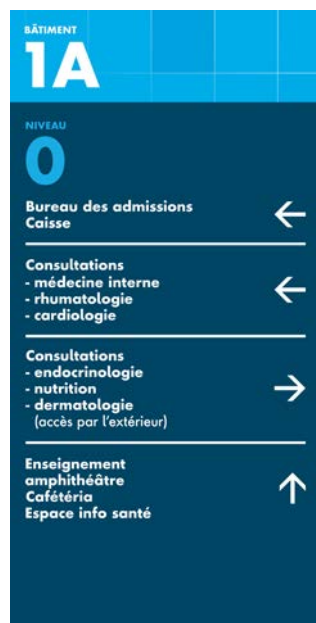 BÂTIMENT
1A
NIVEAU
0
Bureau des admissions
Caisse
Consultations
- médecine interne
- rhumatologie
- cardiologie
Consultations
- endocrinologie
- nutrition
- dermatologie
(accès par l'extérieur)
Enseignement
amphithéâtre
Cafétéria
Espace info santé